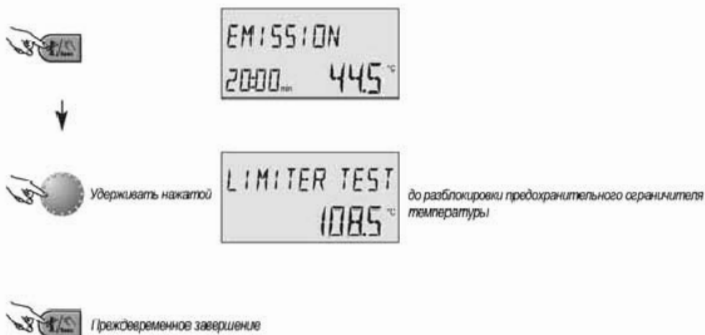 EMISSION
20:00 min 44.5 °C
Удерживать нажатой
LIMITER TEST
108.5 °C
до разблокировки предохранительного ограничителя
температуры
Преждевременное завершение